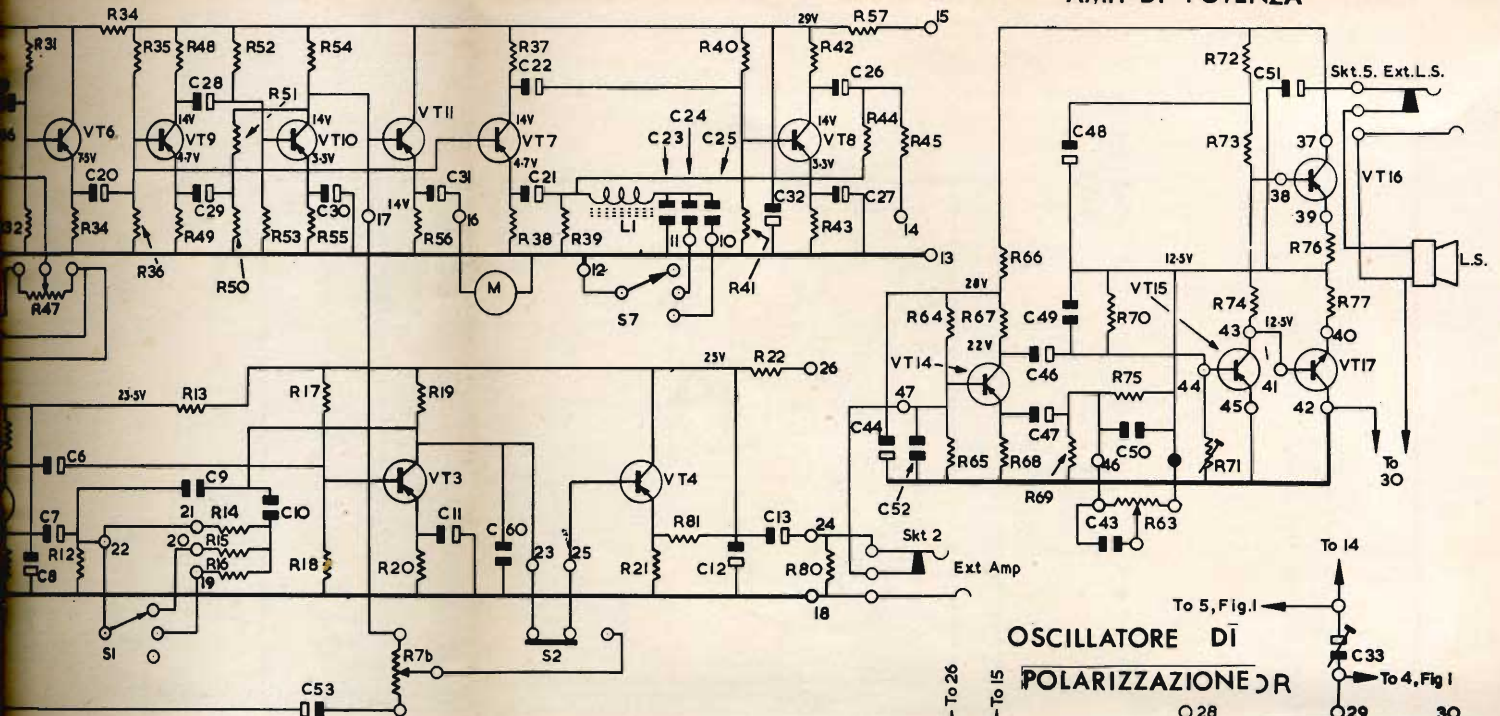 R34
29V
R57
15
R31
R35
R48
R52
R54
R37
R40
R42
R72
C51
Skt.5. Ext.L.S.
C28
R51
C22
C26
VT11
C24
C23
C25
R44
R45
C48
R73
37
14V
14V
14V
14V
VT6
VT9
VT10
VT7
VT8
7·5V
4·7V
3·3V
4·7V
3·3V
VT16
38
C20
C29
C30
C31
C21
C32
C27
14V
39
R34
R49
R53
R55
17
R56
16
R38
R39
L1
11
10
R43
14
R76
R36
R50
12
R41
13
R66
12·5V
L.S.
R47
M
S7
28V
VT15
R64
R67
C49
R70
R74
R77
43
12·5V
40
22V
VT14
C46
VT17
25V
R22
26
44
41
R13
23·5V
R17
R19
R75
47
45
42
C44
C47
C50
C6
R65
R68
46
R71
To
30
C9
VT3
VT4
C52
R69
C10
21
R14
C7
20
R15
22
R12
R16
19
C8
R18
R20
C11
C60
23
25
R81
C13
24
R21
C12
R80
Skt 2
Ext Amp
C43
R63
18
To 14
To 5, Fig.1
S1
R7b
S2
OSCILLATORE DI
C33
POLARIZZAZIONE
To 4, Fig 1
To 26
To 15
C53
28
29
30